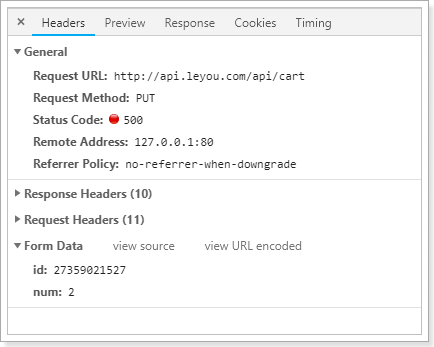 × Headers Preview Response Cookies Timing
▼ General
Request URL: http://api.leyou.com/api/cart
Request Method: PUT
Status Code: 500
Remote Address: 127.0.0.1:80
Referrer Policy: no-referrer-when-downgrade
▶ Response Headers (10)
▶ Request Headers (11)
▼ Form Data view source view URL encoded
id: 27359021527
num: 2